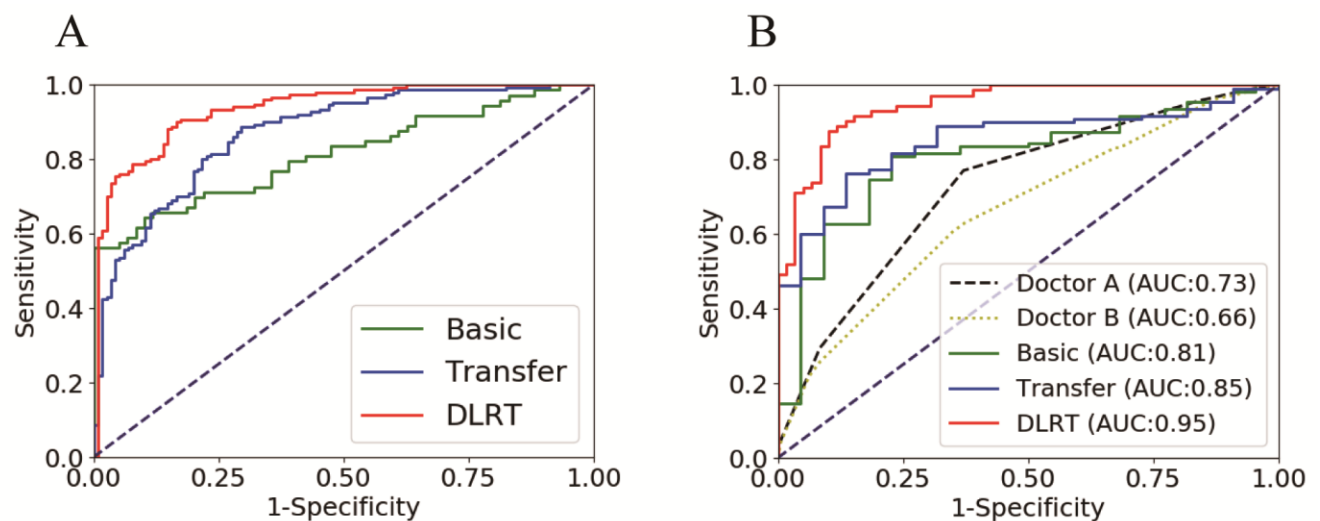 A
1.0
0.8
0.6
0.4
0.2
0.0
Sensitivity
0.00
0.25
0.50
0.75
1.00
1-Specificity
Basic
Transfer
DLRT
B
1.0
0.8
0.6
0.4
0.2
0.0
Sensitivity
0.00
0.25
0.50
0.75
1.00
1-Specificity
Doctor A (AUC:0.73)
Doctor B (AUC:0.66)
Basic (AUC:0.81)
Transfer (AUC:0.85)
DLRT (AUC:0.95)